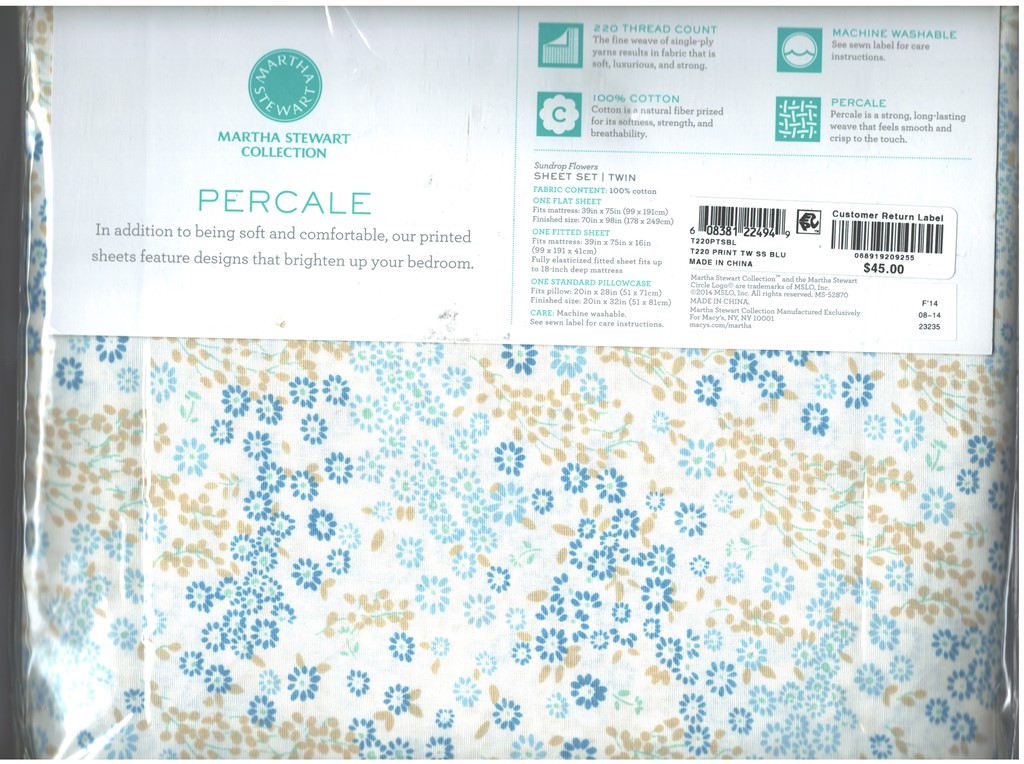 MARTHA
STEWART
MARTHA STEWART
COLLECTION
PERCALE
In addition to being soft and comfortable, our printed
sheets feature designs that brighten up your bedroom.
220 THREAD COUNT
The fine weave of single-ply
yarns results in fabric that is
soft, luxurious, and strong.
MACHINE WASHABLE
See sewn label for care
instructions.
C
100% COTTON
Cotton is a natural fiber prized
for its softness, strength, and
breathability.
PERCALE
Percale is a strong, long-lasting
weave that feels smooth and
crisp to the touch.
Sundrop Flowers
SHEET SET | TWIN
FABRIC CONTENT: 100% cotton
ONE FLAT SHEET
Fits mattress: 39in x 75in (99 x 191cm)
Finished size: 70in x 98in (178 x 249cm)
ONE FITTED SHEET
Fits mattress: 39in x 75in x 16in
(99 x 191 x 41cm)
Fully elasticized fitted sheet fits up
to 18-inch deep mattress
ONE STANDARD PILLOWCASE
Fits pillow: 20in x 28in (51 x 71cm)
Finished size: 20in x 32in (51 x 81cm)
CARE: Machine washable.
See sewn label for care instructions.
6 08381 22494 9
T220PTSBL
T220 PRINT TW SS BLU
MADE IN CHINA
Customer Return Label
068919209255
$45.00
Martha Stewart Collection™ and the Martha Stewart
Circle Logo® are trademarks of MSLO, Inc.
©2014 MSLO, Inc. All rights reserved. MS-52870
MADE IN CHINA.
Martha Stewart Collection Manufactured Exclusively
For Macy's, NY, NY 10001
macys.com/martha
F'14
08-14
23235